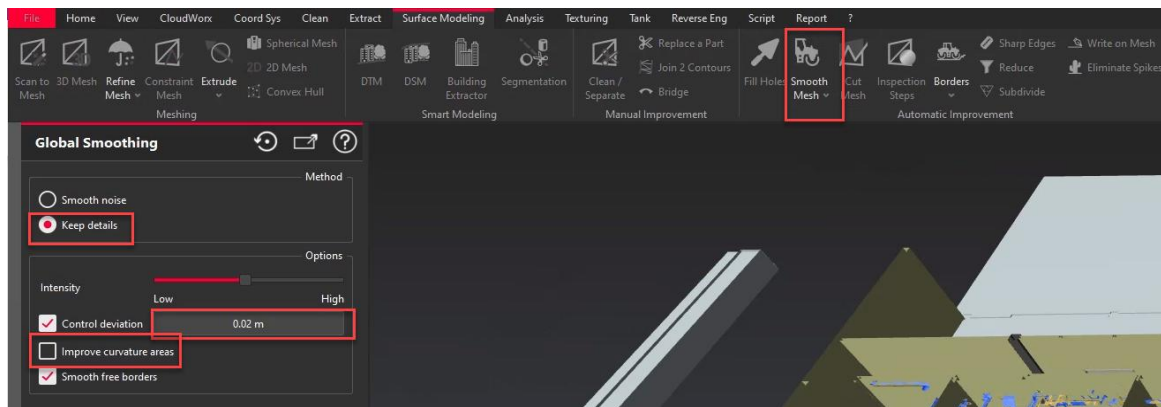 File Home View CloudWorx Coord Sys Clean Extract Surface Modeling Analysis Texturing Tank Reverse Eng Script Report ?
Scan to Mesh
3D Mesh
Refine Mesh
Constraint Mesh
Extrude
Spherical Mesh
2D 2D Mesh
Convex Hull
Meshing
DTM
DSM
Building Extractor
Segmentation
Smart Modeling
Clean / Separate
Replace a Part
Join 2 Contours
Bridge
Manual Improvement
Fill Holes
Smooth Mesh
Cut Mesh
Inspection Steps
Borders
Sharp Edges
Reduce
Subdivide
Write on Mesh
Eliminate Spikes
Automatic Improvement
Global Smoothing
Method
Smooth noise
Keep details
Options
Intensity
Low High
Control deviation 0.02 m
Improve curvature areas
Smooth free borders